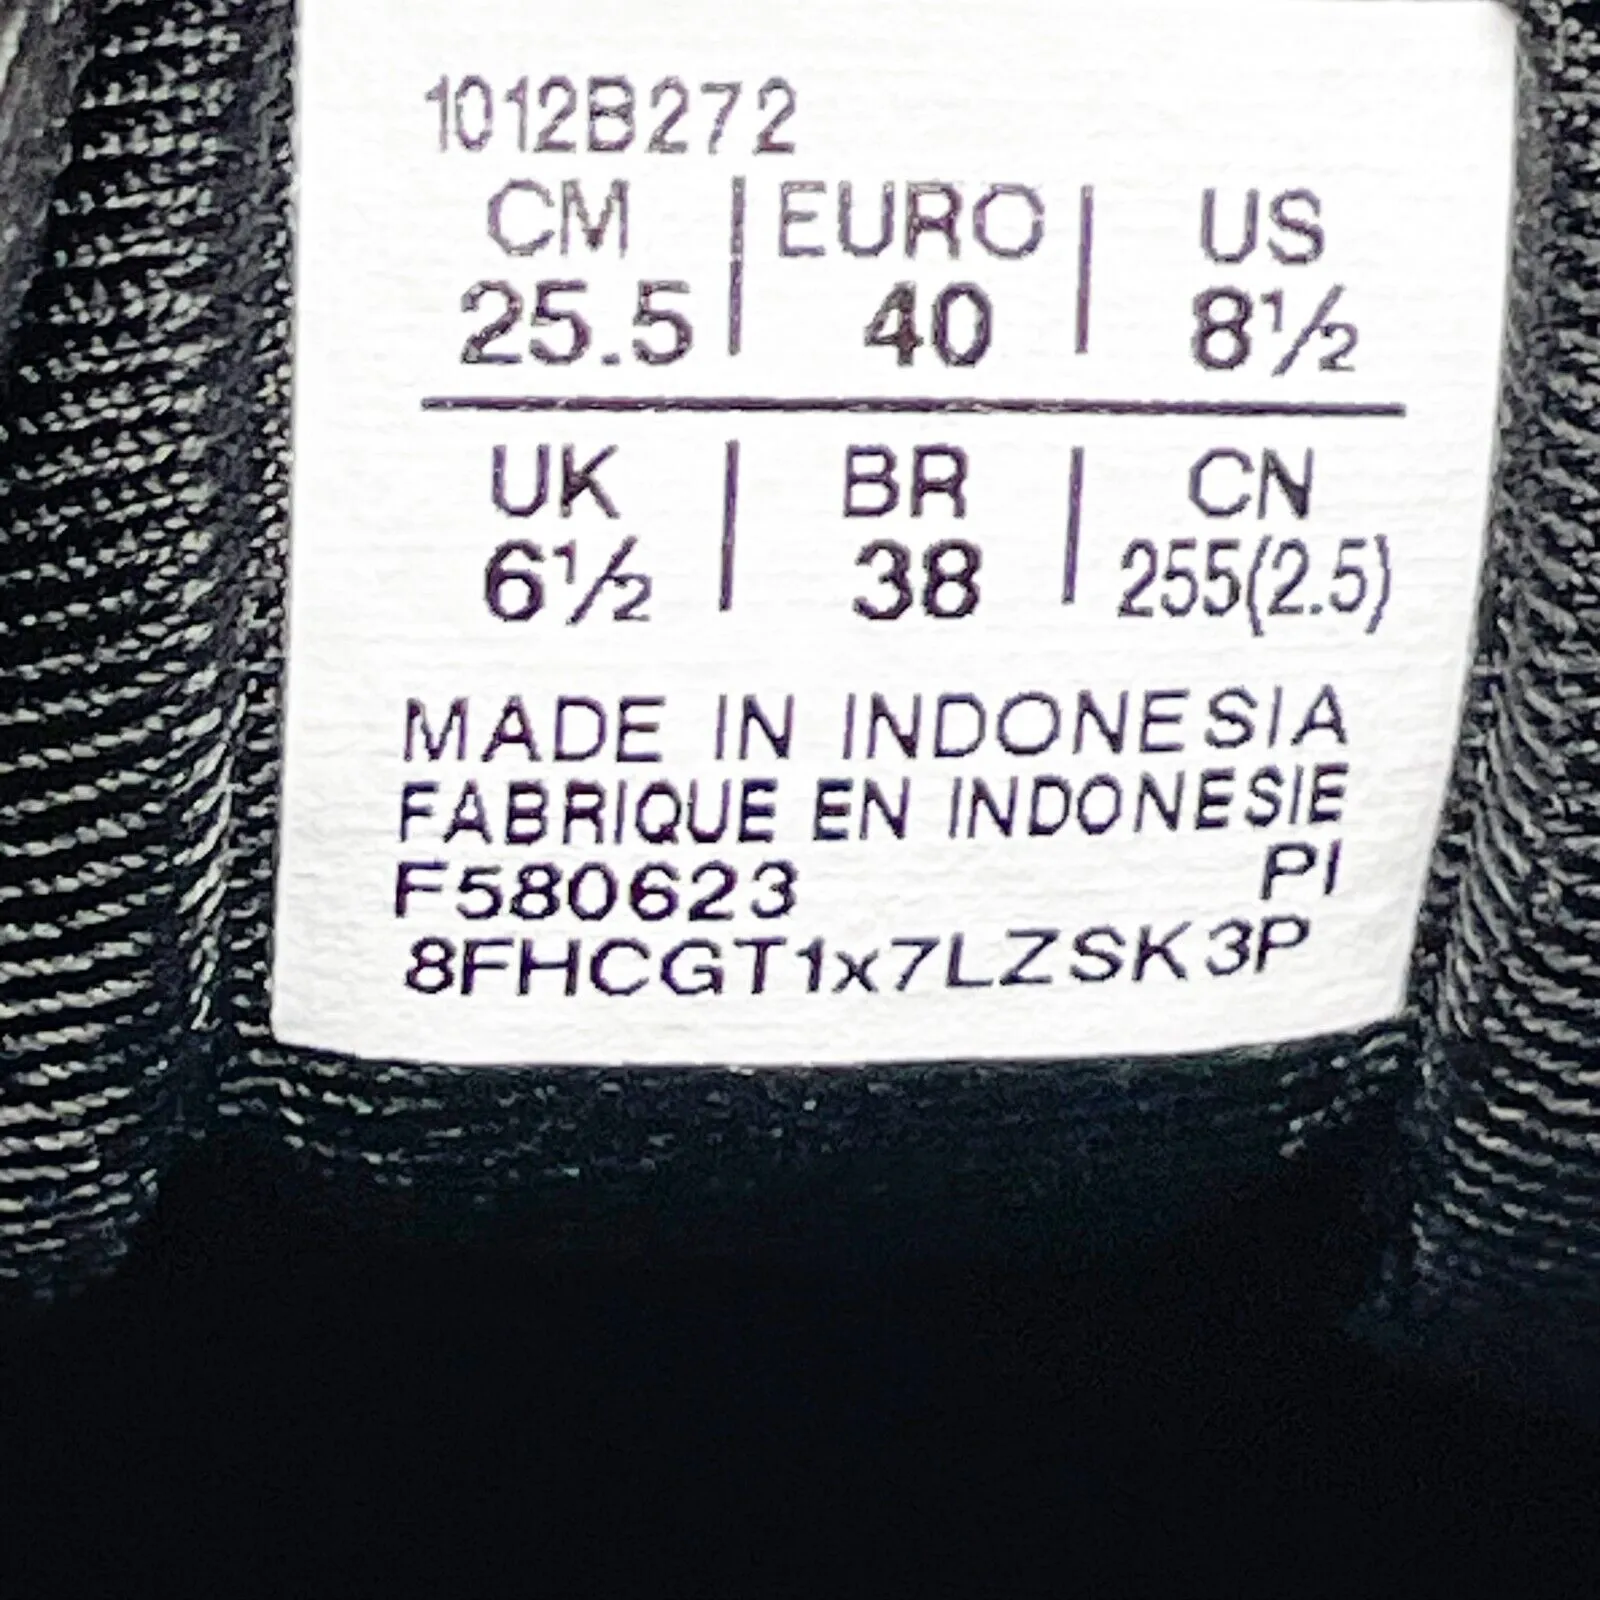 1012B272
CM | EURO | US
25.5 | 40 | 8½
UK | BR | CN
6½ | 38 | 255(2.5)
MADE IN INDONESIA
FABRIQUE EN INDONESIE
F580623 PI
8FHCGT1x7LZSK3P